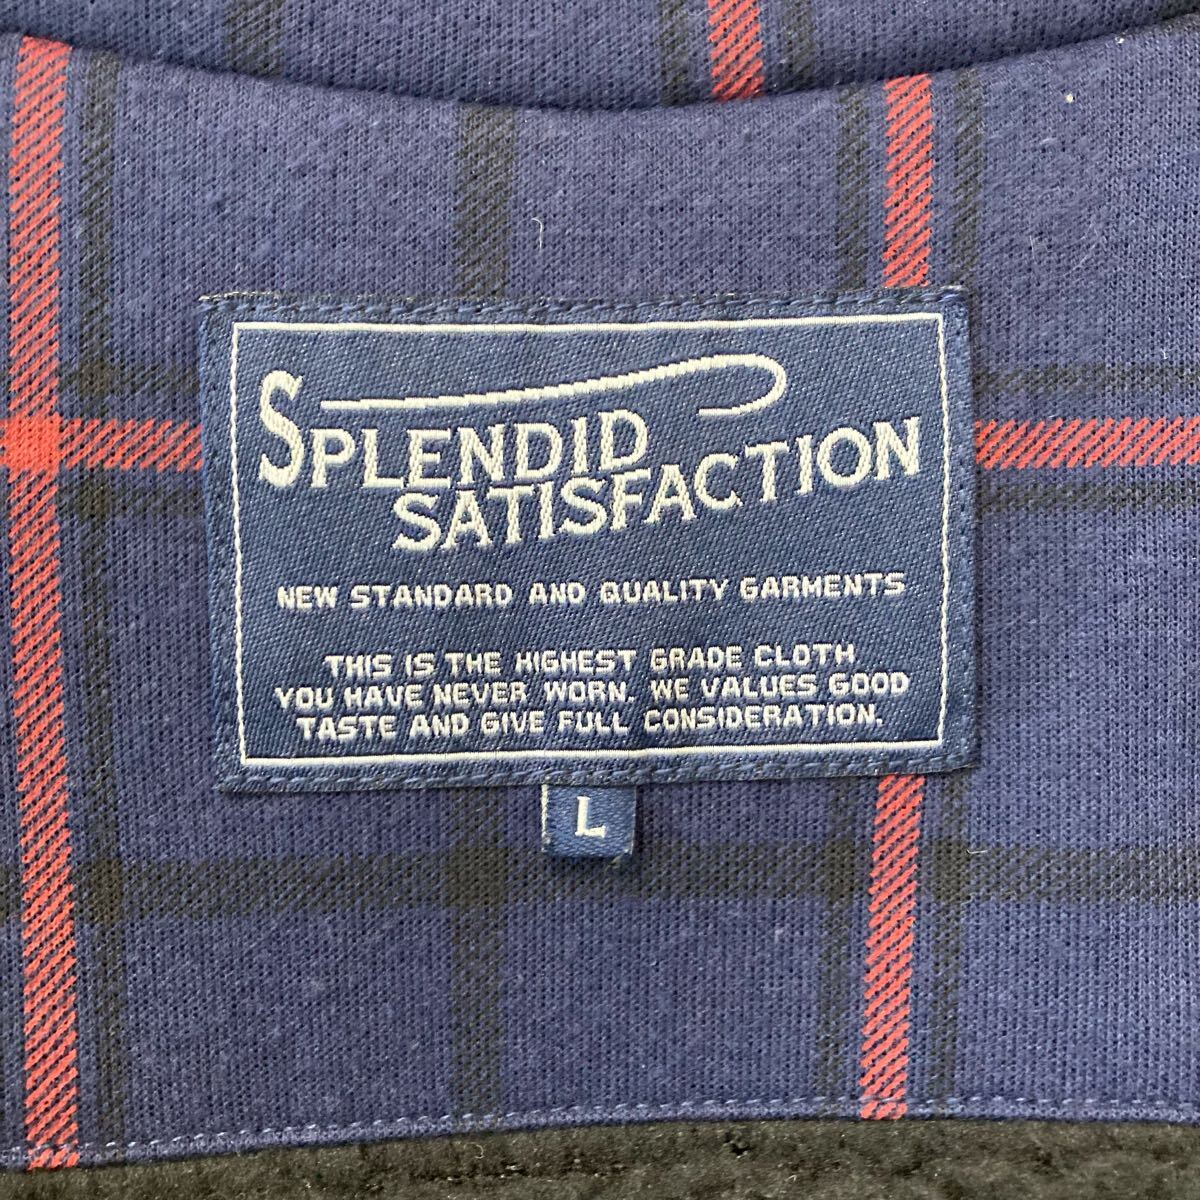 SPLENDID
SATISFACTION
NEW STANDARD AND QUALITY GARMENTS
THIS IS THE HIGHEST GRADE CLOTH
YOU HAVE NEVER WORN. WE VALUES GOOD
TASTE AND GIVE FULL CONSIDERATION.
L